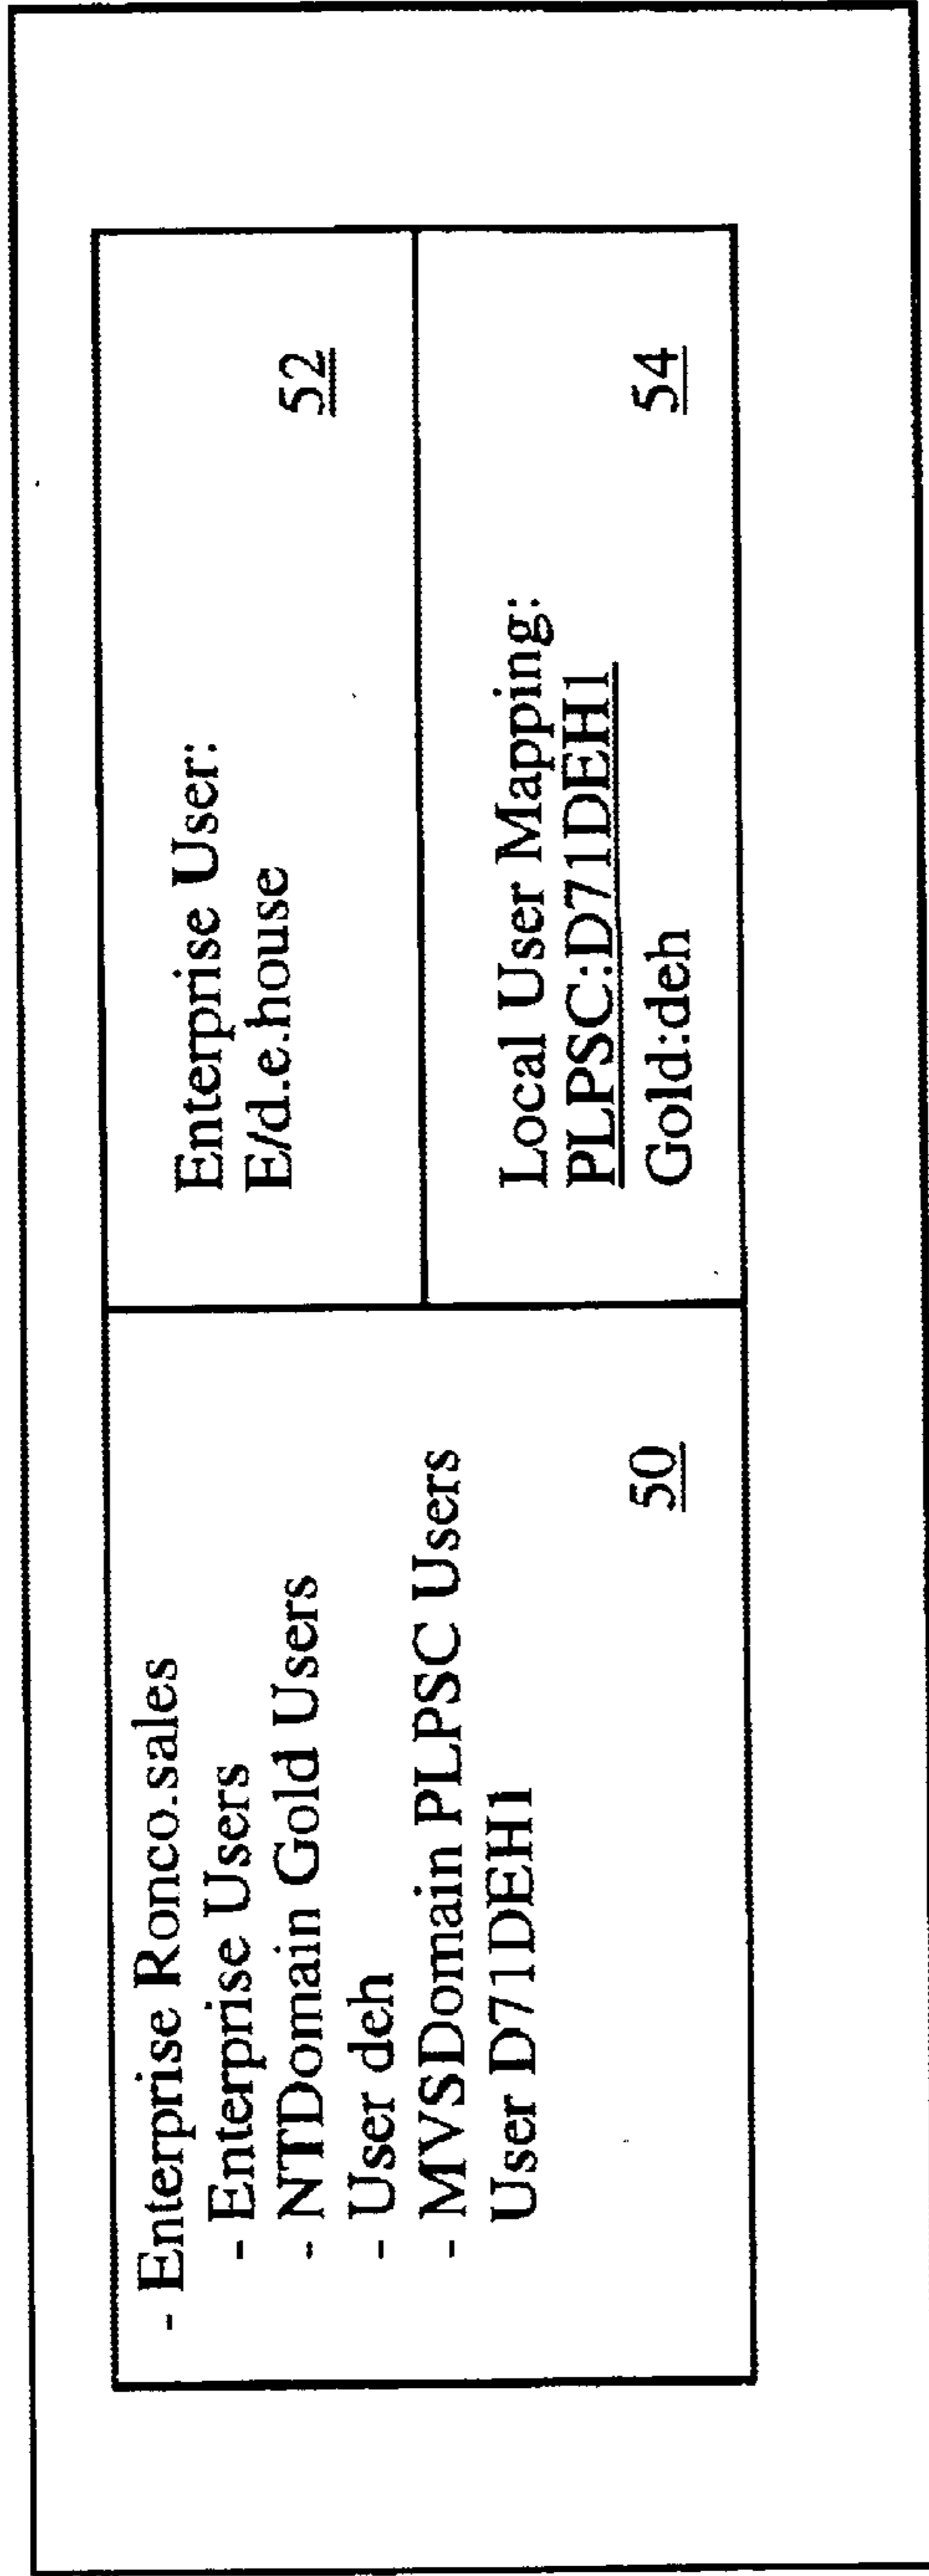 - Enterprise Ronco.sales
- Enterprise Users
- NTDomain Gold Users
- User deh
- MVSDomain PLPSC Users
User D71DEH1
50
Enterprise User:
E/d.e.house
52
Local User Mapping:
PLPSC:D71DEH1
Gold:deh
54